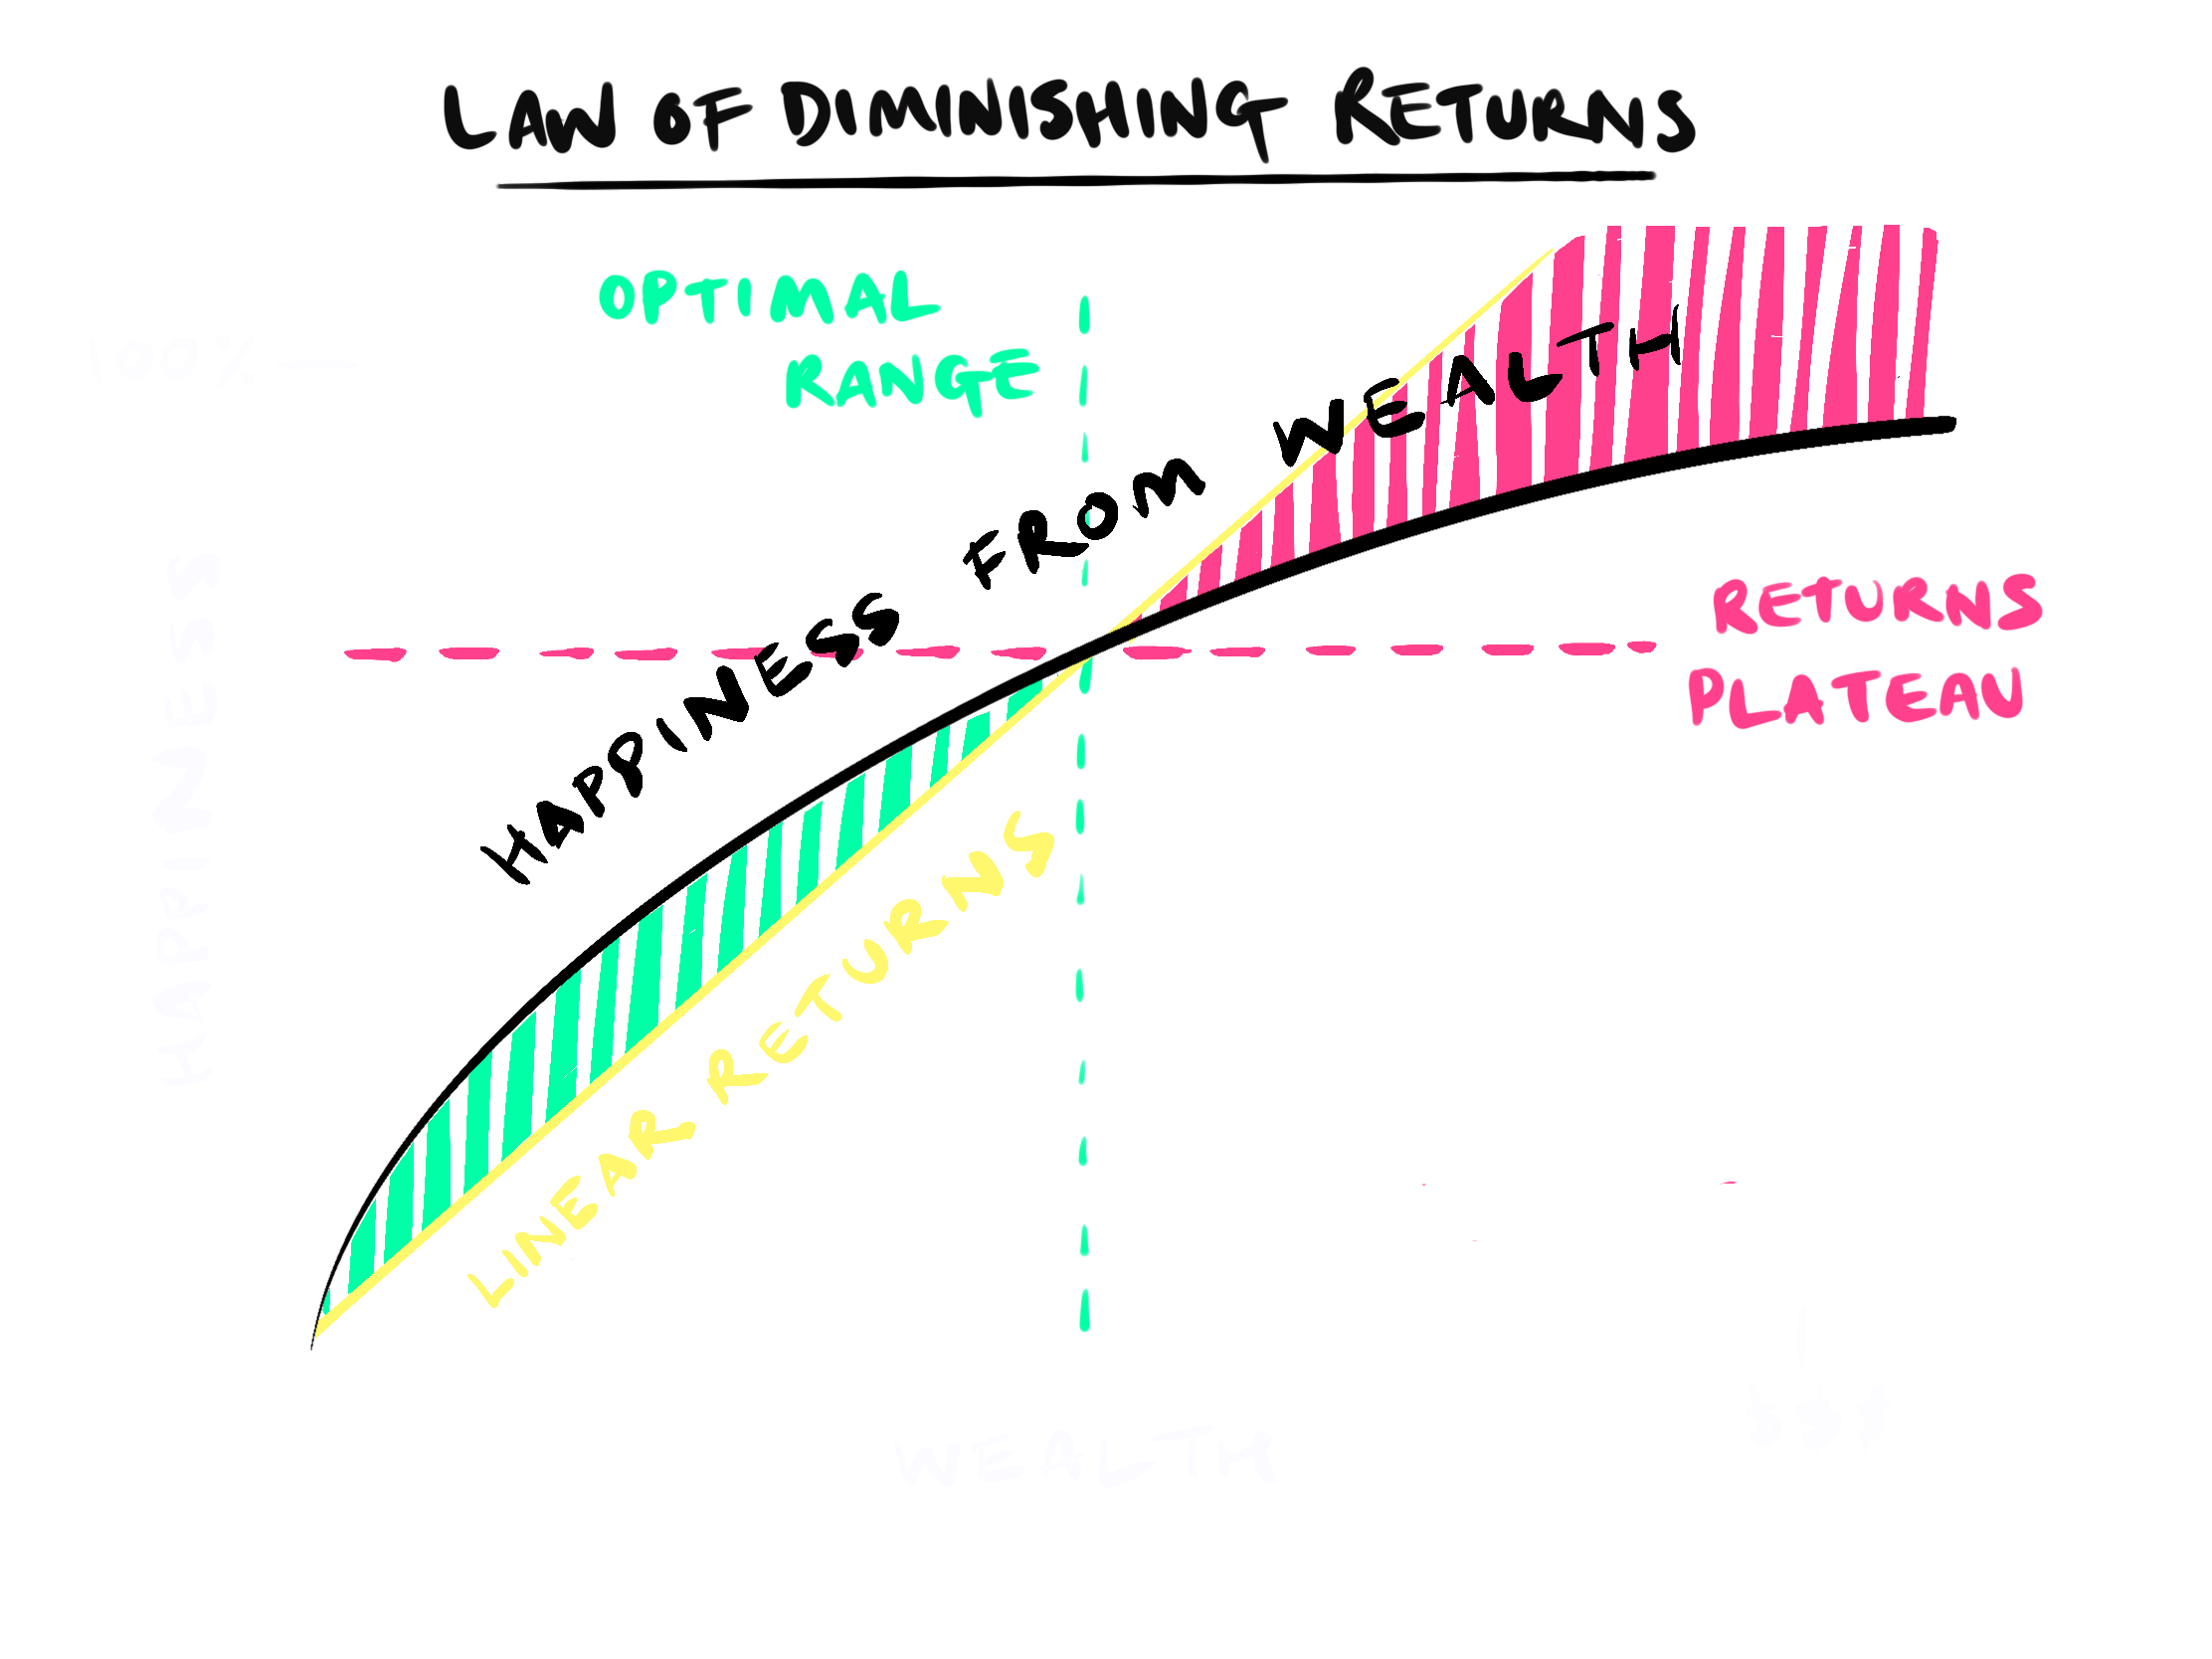 LAW OF DIMINISHING RETURNS
OPTIMAL
RANGE
100%
HAPPINESS FROM WEALTH
RETURNS
PLATEAU
HAPPINESS
LINEAR RETURNS
WEALTH